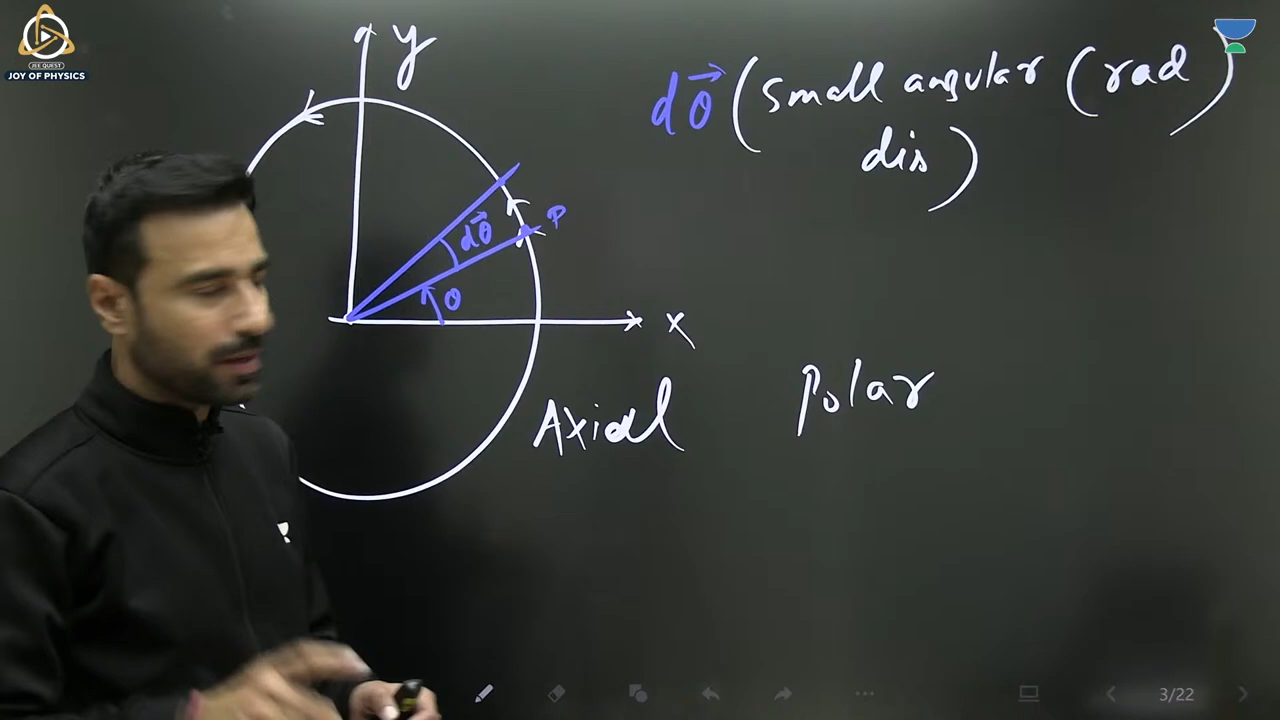 JEE QUEST
JOY OF PHYSICS
y
dθ⃗ (small angular (rad)
dis)
P
dθ⃗
θ
x
Axial
Polar
3/22